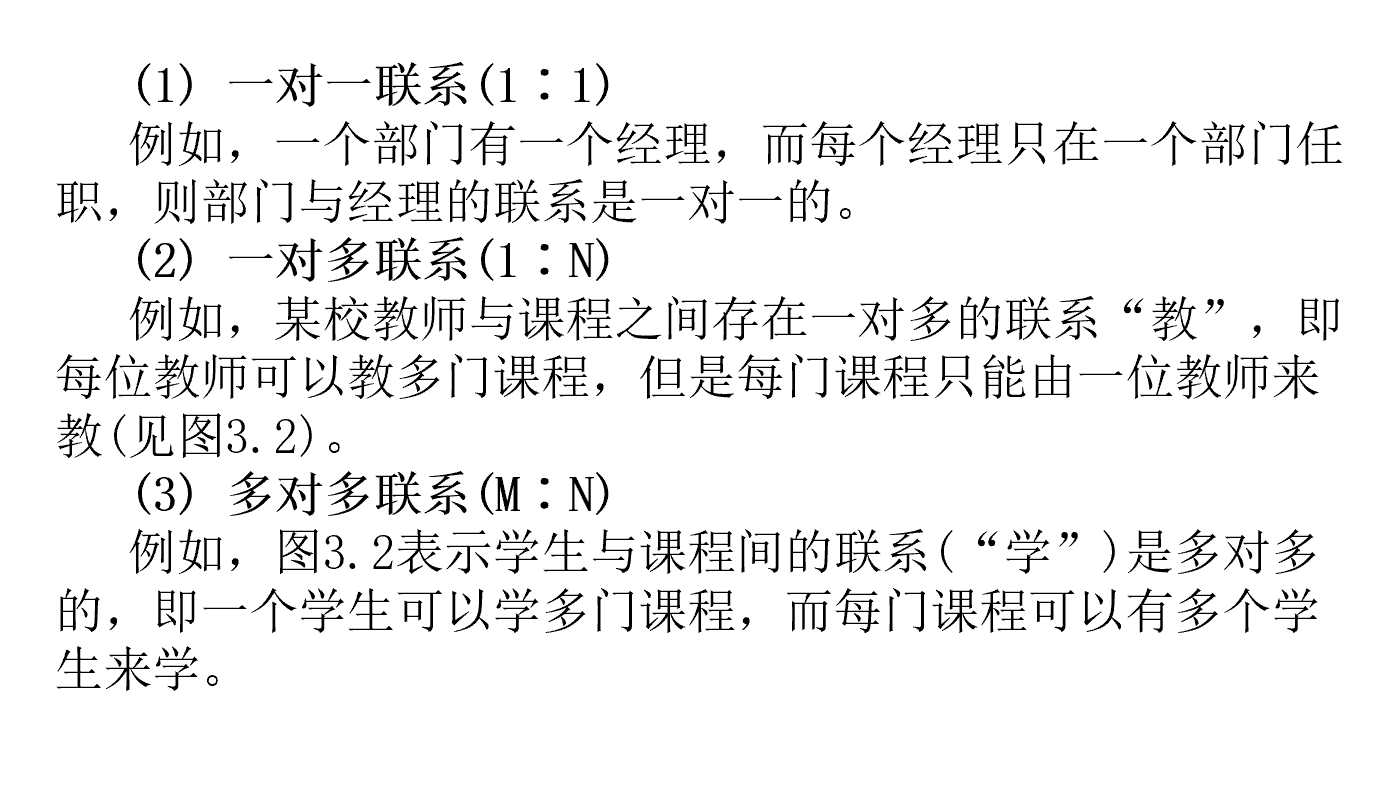 (1) 一对一联系(1∶1)
例如，一个部门有一个经理，而每个经理只在一个部门任
职，则部门与经理的联系是一对一的。
(2) 一对多联系(1∶N)
例如，某校教师与课程之间存在一对多的联系“教”，即
每位教师可以教多门课程，但是每门课程只能由一位教师来
教(见图3.2)。
(3) 多对多联系(M∶N)
例如，图3.2表示学生与课程间的联系(“学”)是多对多
的，即一个学生可以学多门课程，而每门课程可以有多个学
生来学。